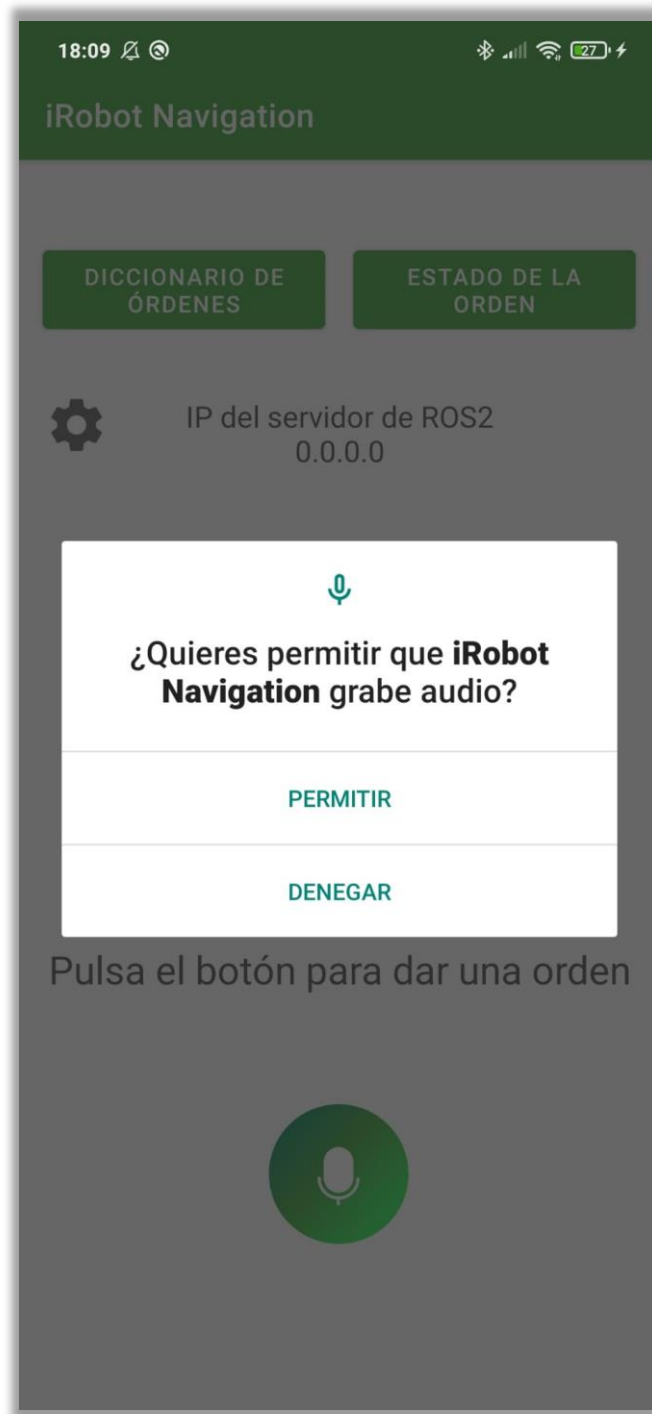 18:09
27
iRobot Navigation
DICCIONARIO DE
ÓRDENES
ESTADO DE LA
ORDEN
IP del servidor de ROS2
0.0.0.0
¿Quieres permitir que iRobot
Navigation grabe audio?
PERMITIR
DENEGAR
Pulsa el botón para dar una orden